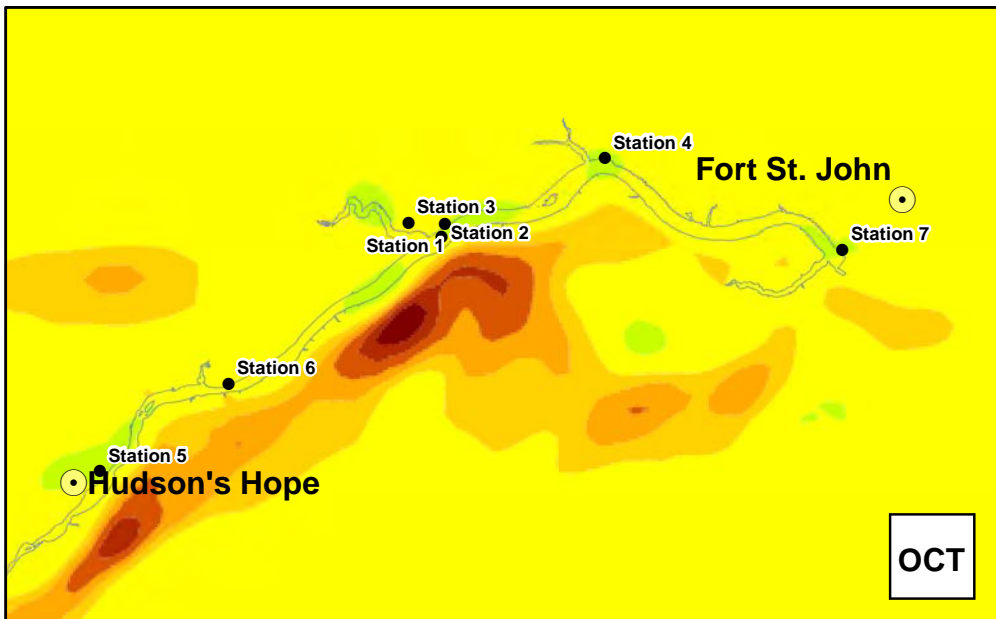 Station 4
Fort St. John
Station 3
Station 1
Station 2
Station 7
Station 6
Station 5
Hudson's Hope
OCT